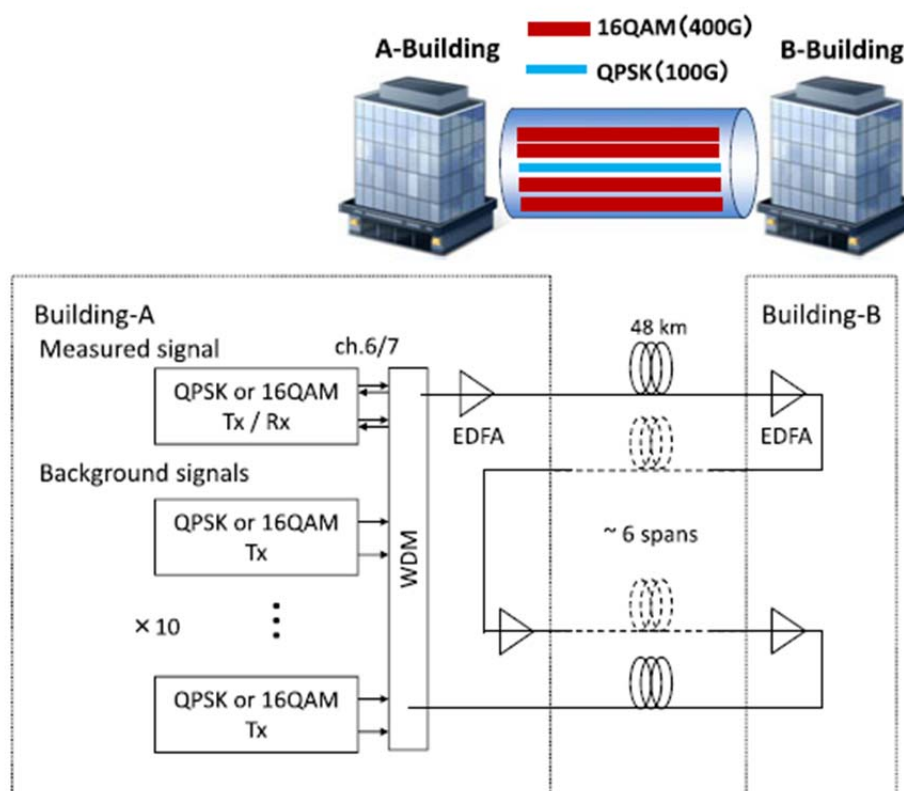 16QAM(400G)
A-Building
B-Building
QPSK(100G)
Building-A
48 km
Building-B
Measured signal
ch.6/7
QPSK or 16QAM
Tx / Rx
EDFA
EDFA
Background signals
QPSK or 16QAM
Tx
WDM
~ 6 spans
×10
QPSK or 16QAM
Tx